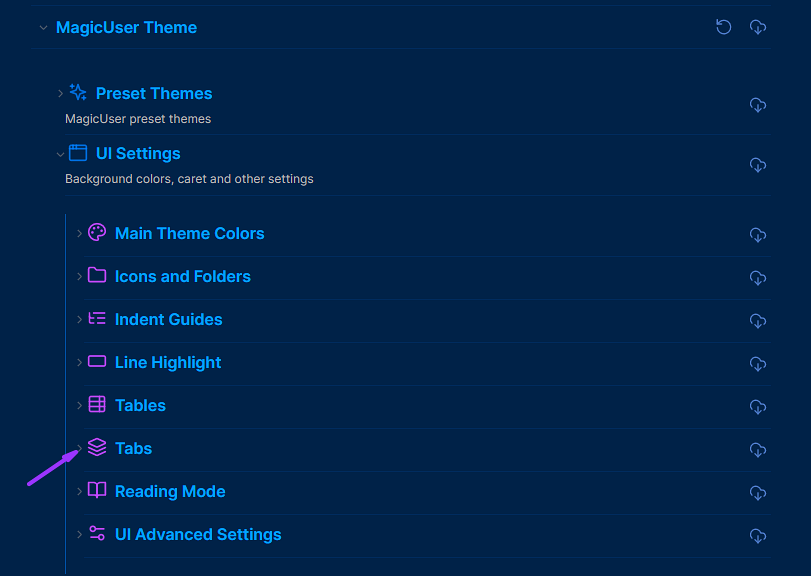 MagicUser Theme
Preset Themes
MagicUser preset themes
UI Settings
Background colors, caret and other settings
Main Theme Colors
Icons and Folders
Indent Guides
Line Highlight
Tables
Tabs
Reading Mode
UI Advanced Settings